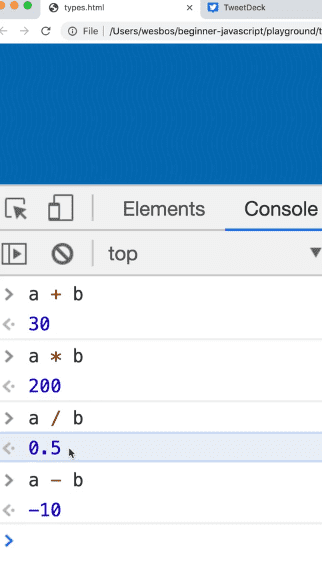 types.html × TweetDeck
File | /Users/wesbos/beginner-javascript/playground/t
Elements Console
top
> a + b
30
> a * b
200
> a / b
0.5
> a - b
-10
>